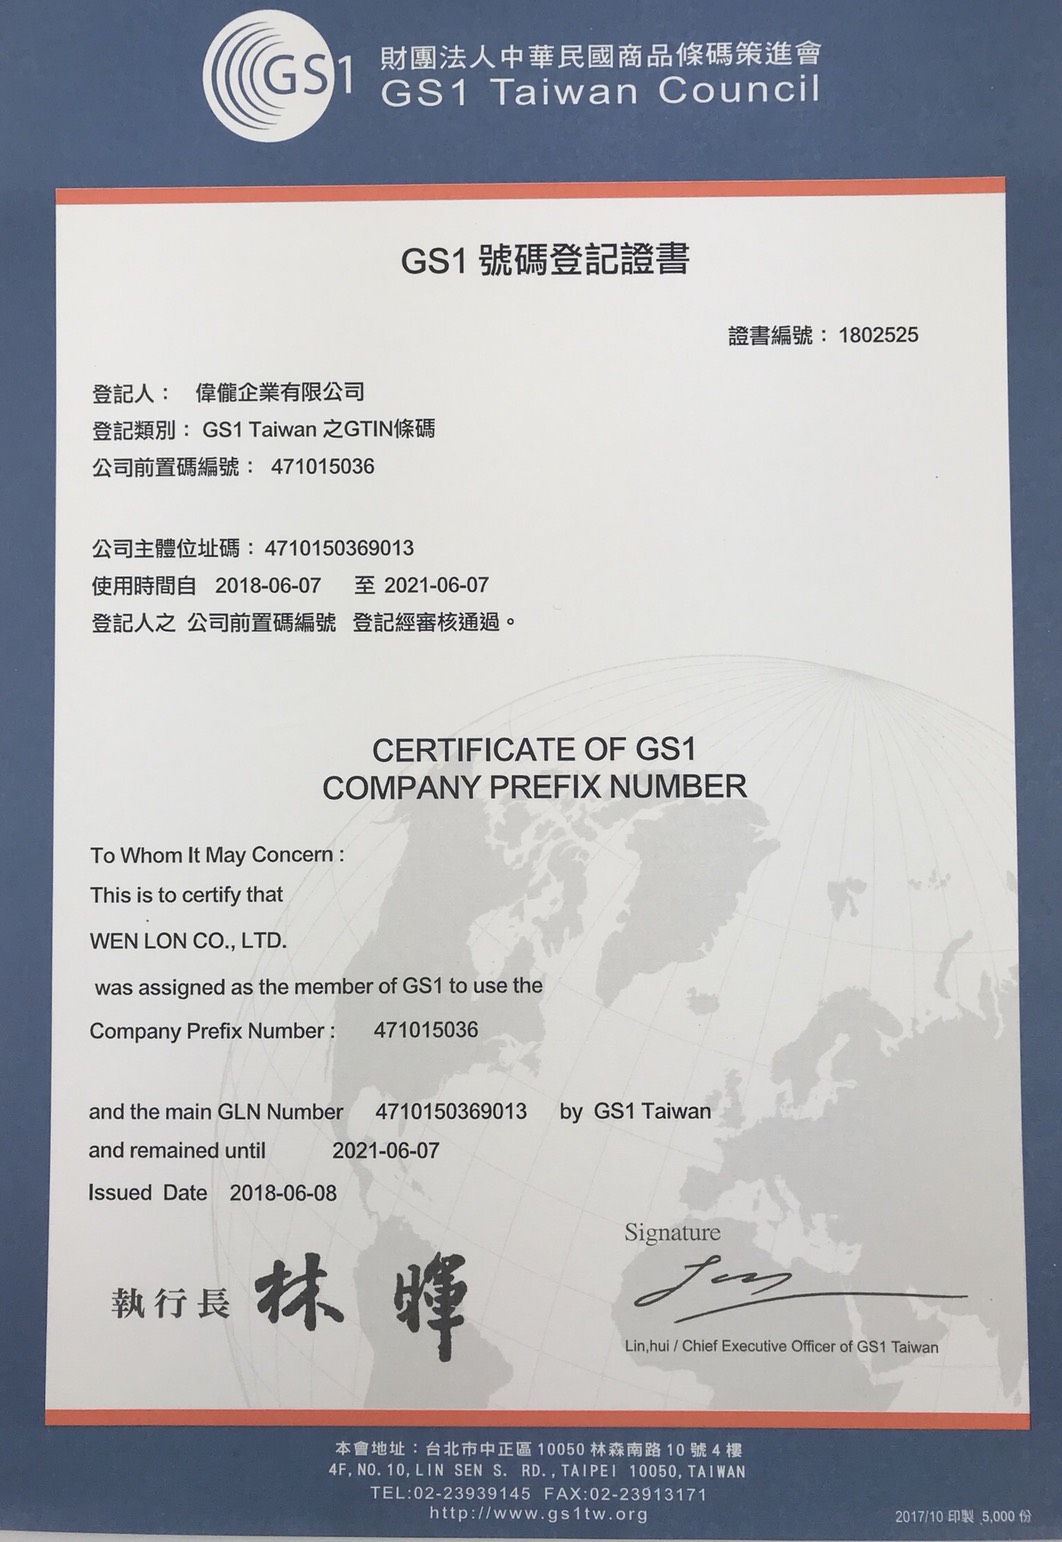 GS1
財團法人中華民國商品條碼策進會
GS1 Taiwan Council
GS1 號碼登記證書
證書編號： 1802525
登記人： 偉儱企業有限公司
登記類別： GS1 Taiwan 之GTIN條碼
公司前置碼編號： 471015036
公司主體位址碼： 4710150369013
使用時間自 2018-06-07 至 2021-06-07
登記人之 公司前置碼編號 登記經審核通過。
CERTIFICATE OF GS1
COMPANY PREFIX NUMBER
To Whom It May Concern :
This is to certify that
WEN LON CO., LTD.
was assigned as the member of GS1 to use the
Company Prefix Number : 471015036
and the main GLN Number 4710150369013 by GS1 Taiwan
and remained until 2021-06-07
Issued Date 2018-06-08
Signature
執行長 林 暉
Lin,hui / Chief Executive Officer of GS1 Taiwan
本會地址：台北市中正區10050林森南路10號4樓
4F,NO.10,LIN SEN S. RD.,TAIPEI 10050,TAIWAN
TEL:02-23939145 FAX:02-23913171
http://www.gs1tw.org
2017/10 印製 5,000 份